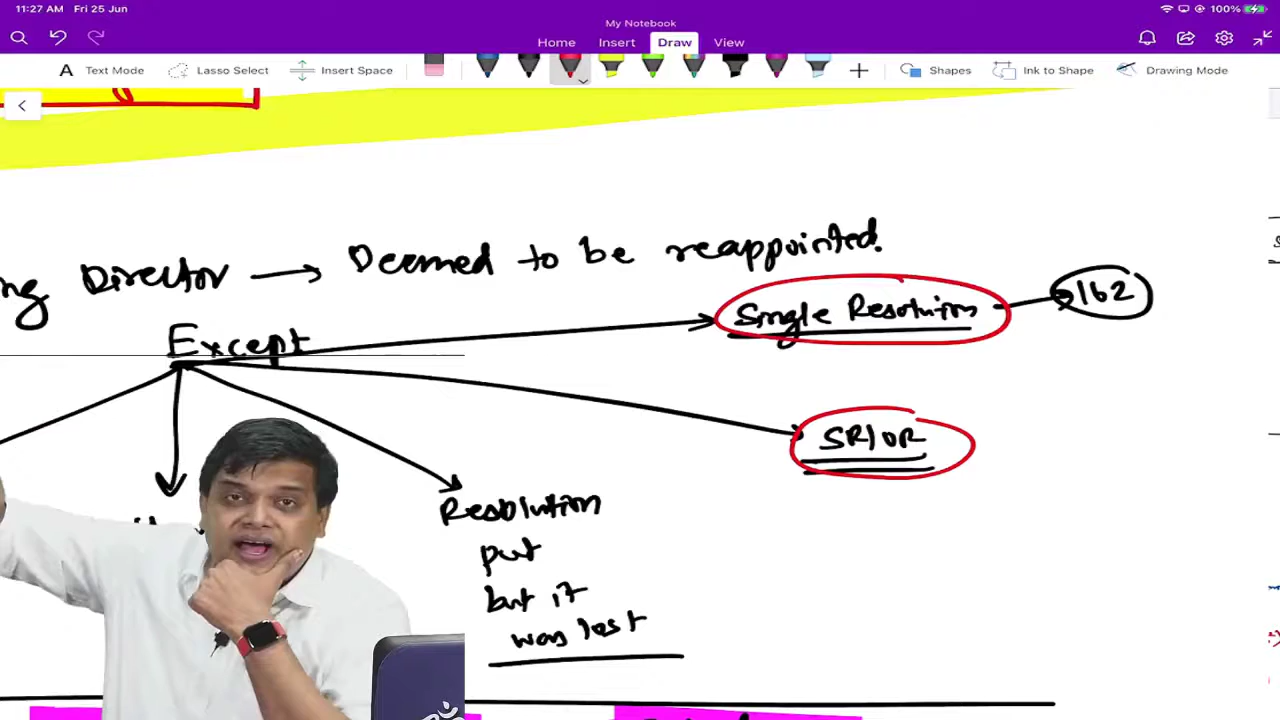 11:27 AM Fri 25 Jun
100%
My Notebook
Home Insert Draw View
A Text Mode Lasso Select Insert Space Shapes Ink to Shape Drawing Mode
ng Director → Deemed to be reappointed.
Except
Single Resolution
162
SR/OR
Resolution
put
but it
was lost